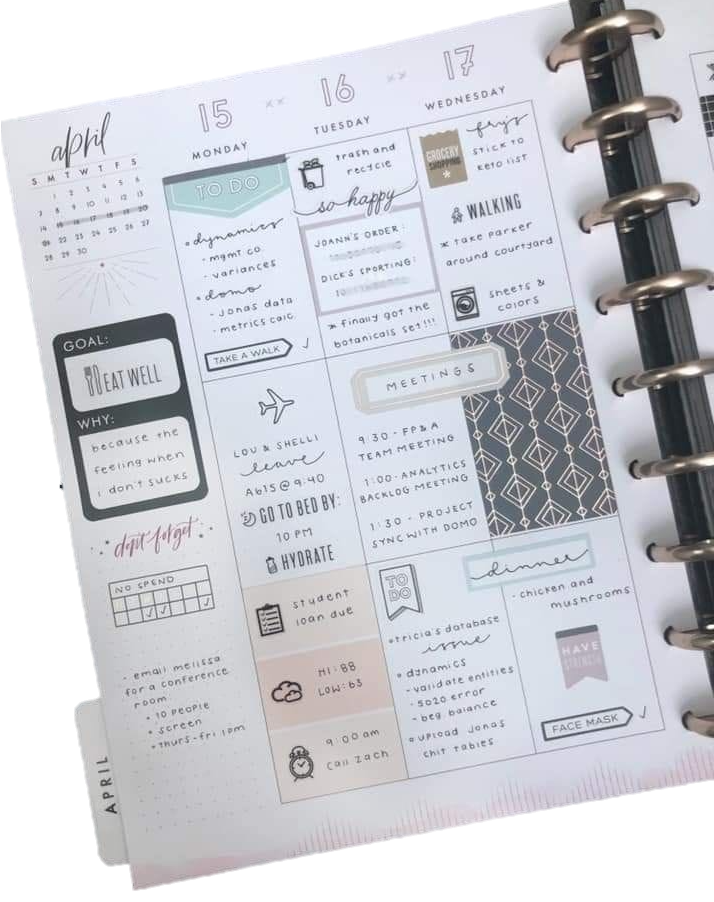 april
S M T W T F S
1 2 3 4 5 6
7 8 9 10 11 12 13
14 15 16 17 18 19 20
21 22 23 24 25 26 27
28 29 30
GOAL:
EAT WELL
WHY:
because the
feeling when
i don't sucks
don't forget
NO SPEND
✓ ✓ ✓
- email melissa
for a conference
room
• 10 people
• screen
• thurs-fri 1pm
APRIL
15
MONDAY
TO DO
• dynamics
- mgmt co.
- variances
• domo
- jonas data
- metrics calc.
TAKE A WALK ✓
LOU & SHELLI
leave
A615 @ 9:40
GO TO BED BY:
10 PM
HYDRATE
student
loan due
HI: 88
LOW: 63
9:00 am
Call Zach
16
TUESDAY
trash and
recycle
so happy
JOANN'S ORDER:
DICK'S SPORTING:
* finally got the
botanicals set!!!
MEETINGS
9:30 - FP&A
TEAM MEETING
1:00 - ANALYTICS
BACKLOG MEETING
1:30 - PROJECT
SYNC WITH DOMO
TO
DO
• tricia's database
issue
• dynamics
- validate entities
- 5020 error
- beg. balance
• upload jonas
chit tables
17
WEDNESDAY
GROCERY
SHOPPING
fry's
STICK TO
KETO LIST
WALKING
* take parker
around courtyard
sheets &
colors
dinner
- chicken and
mushrooms
HAVE
STRENGTH
FACE MASK ✓